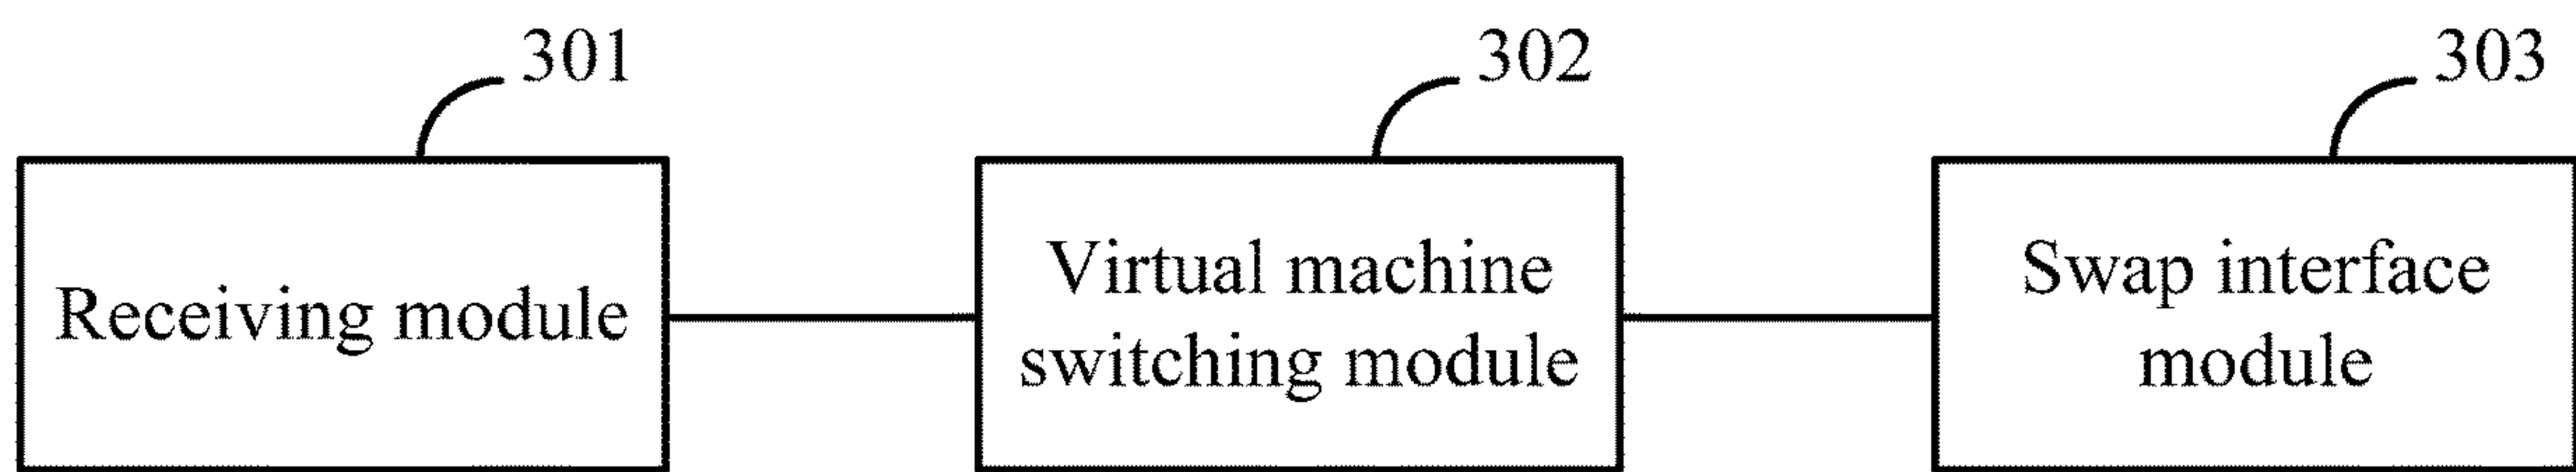 301
302
303
Receiving module
Virtual machine
switching module
Swap interface
module